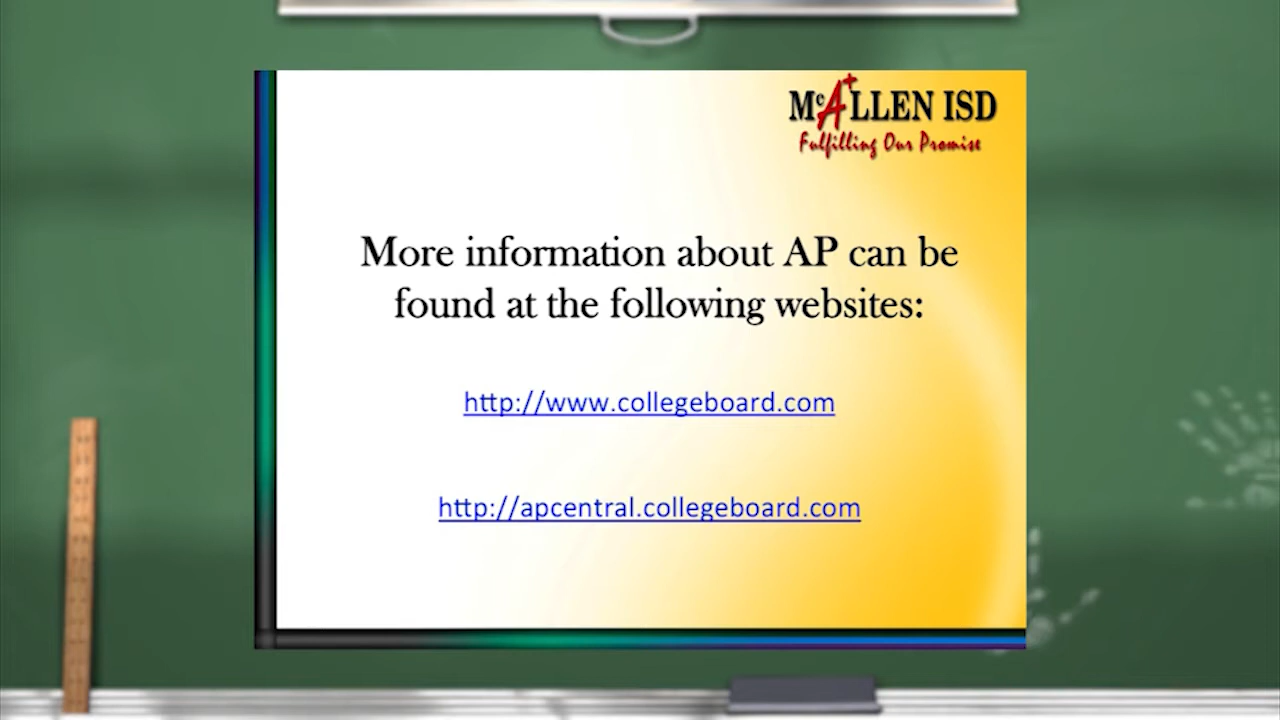 McALLEN ISD
Fulfilling Our Promise
More information about AP can be
found at the following websites:
http://www.collegeboard.com
http://apcentral.collegeboard.com